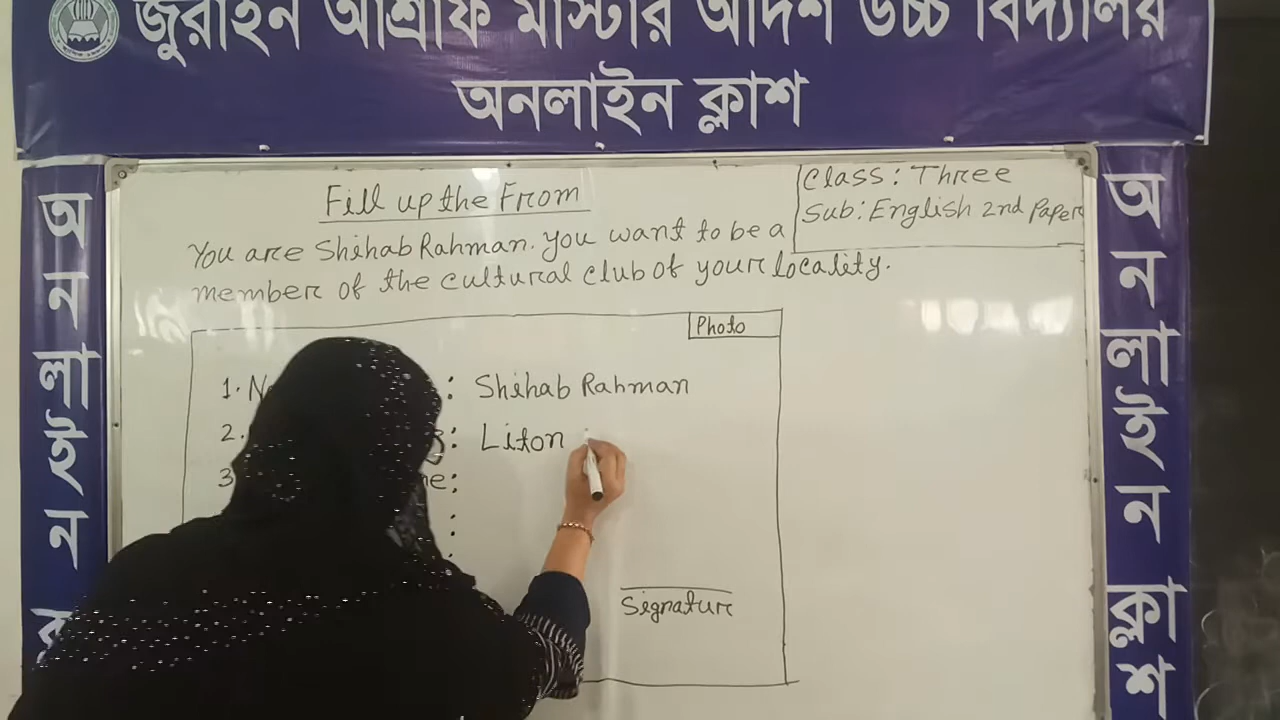 জুরাইন আশ্রাফ মাস্টার আদর্শ উচ্চ বিদ্যালয়
অনলাইন ক্লাশ
অনলাইন
অনলাইন ক্লাশ
Class: Three
Sub: English 2nd Paper
Fill up the From
You are Shihab Rahman. You want to be a
member of the cultural club of your locality.
Photo
1. : Shihab Rahman
2. : Liton
3 :
:
Signature